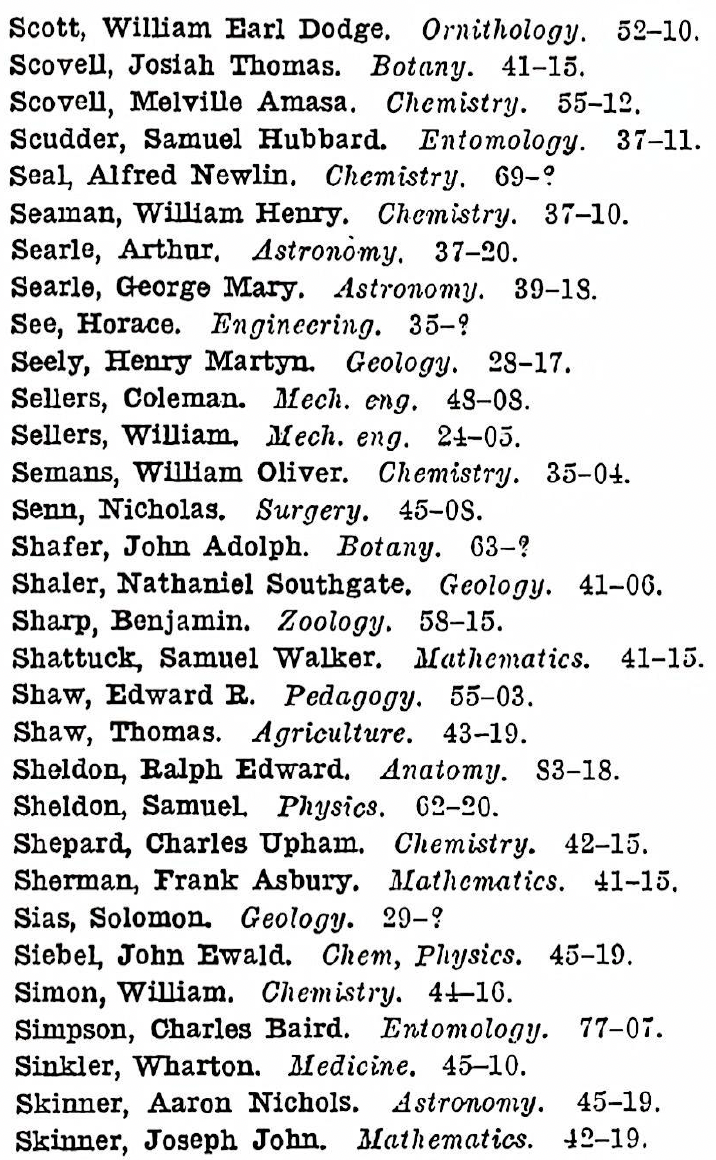 Scott, William Earl Dodge. Ornithology. 52–10.
Scovell, Josiah Thomas. Botany. 41–15.
Scovell, Melville Amasa. Chemistry. 55–12.
Scudder, Samuel Hubbard. Entomology. 37–11.
Seal, Alfred Newlin. Chemistry. 69–?
Seaman, William Henry. Chemistry. 37–10.
Searle, Arthur. Astronomy. 37–20.
Searle, George Mary. Astronomy. 39–18.
See, Horace. Engineering. 35–?
Seely, Henry Martyn. Geology. 28–17.
Sellers, Coleman. Mech. eng. 48–08.
Sellers, William. Mech. eng. 24–05.
Semans, William Oliver. Chemistry. 35–04.
Senn, Nicholas. Surgery. 45–08.
Shafer, John Adolph. Botany. 63–?
Shaler, Nathaniel Southgate. Geology. 41–06.
Sharp, Benjamin. Zoology. 58–15.
Shattuck, Samuel Walker. Mathematics. 41–15.
Shaw, Edward R. Pedagogy. 55–03.
Shaw, Thomas. Agriculture. 43–19.
Sheldon, Ralph Edward. Anatomy. 83–18.
Sheldon, Samuel. Physics. 62–20.
Shepard, Charles Upham. Chemistry. 42–15.
Sherman, Frank Asbury. Mathematics. 41–15.
Sias, Solomon. Geology. 29–?
Siebel, John Ewald. Chem, Physics. 45–19.
Simon, William. Chemistry. 44–16.
Simpson, Charles Baird. Entomology. 77–07.
Sinkler, Wharton. Medicine. 45–10.
Skinner, Aaron Nichols. Astronomy. 45–19.
Skinner, Joseph John. Mathematics. 42–19.